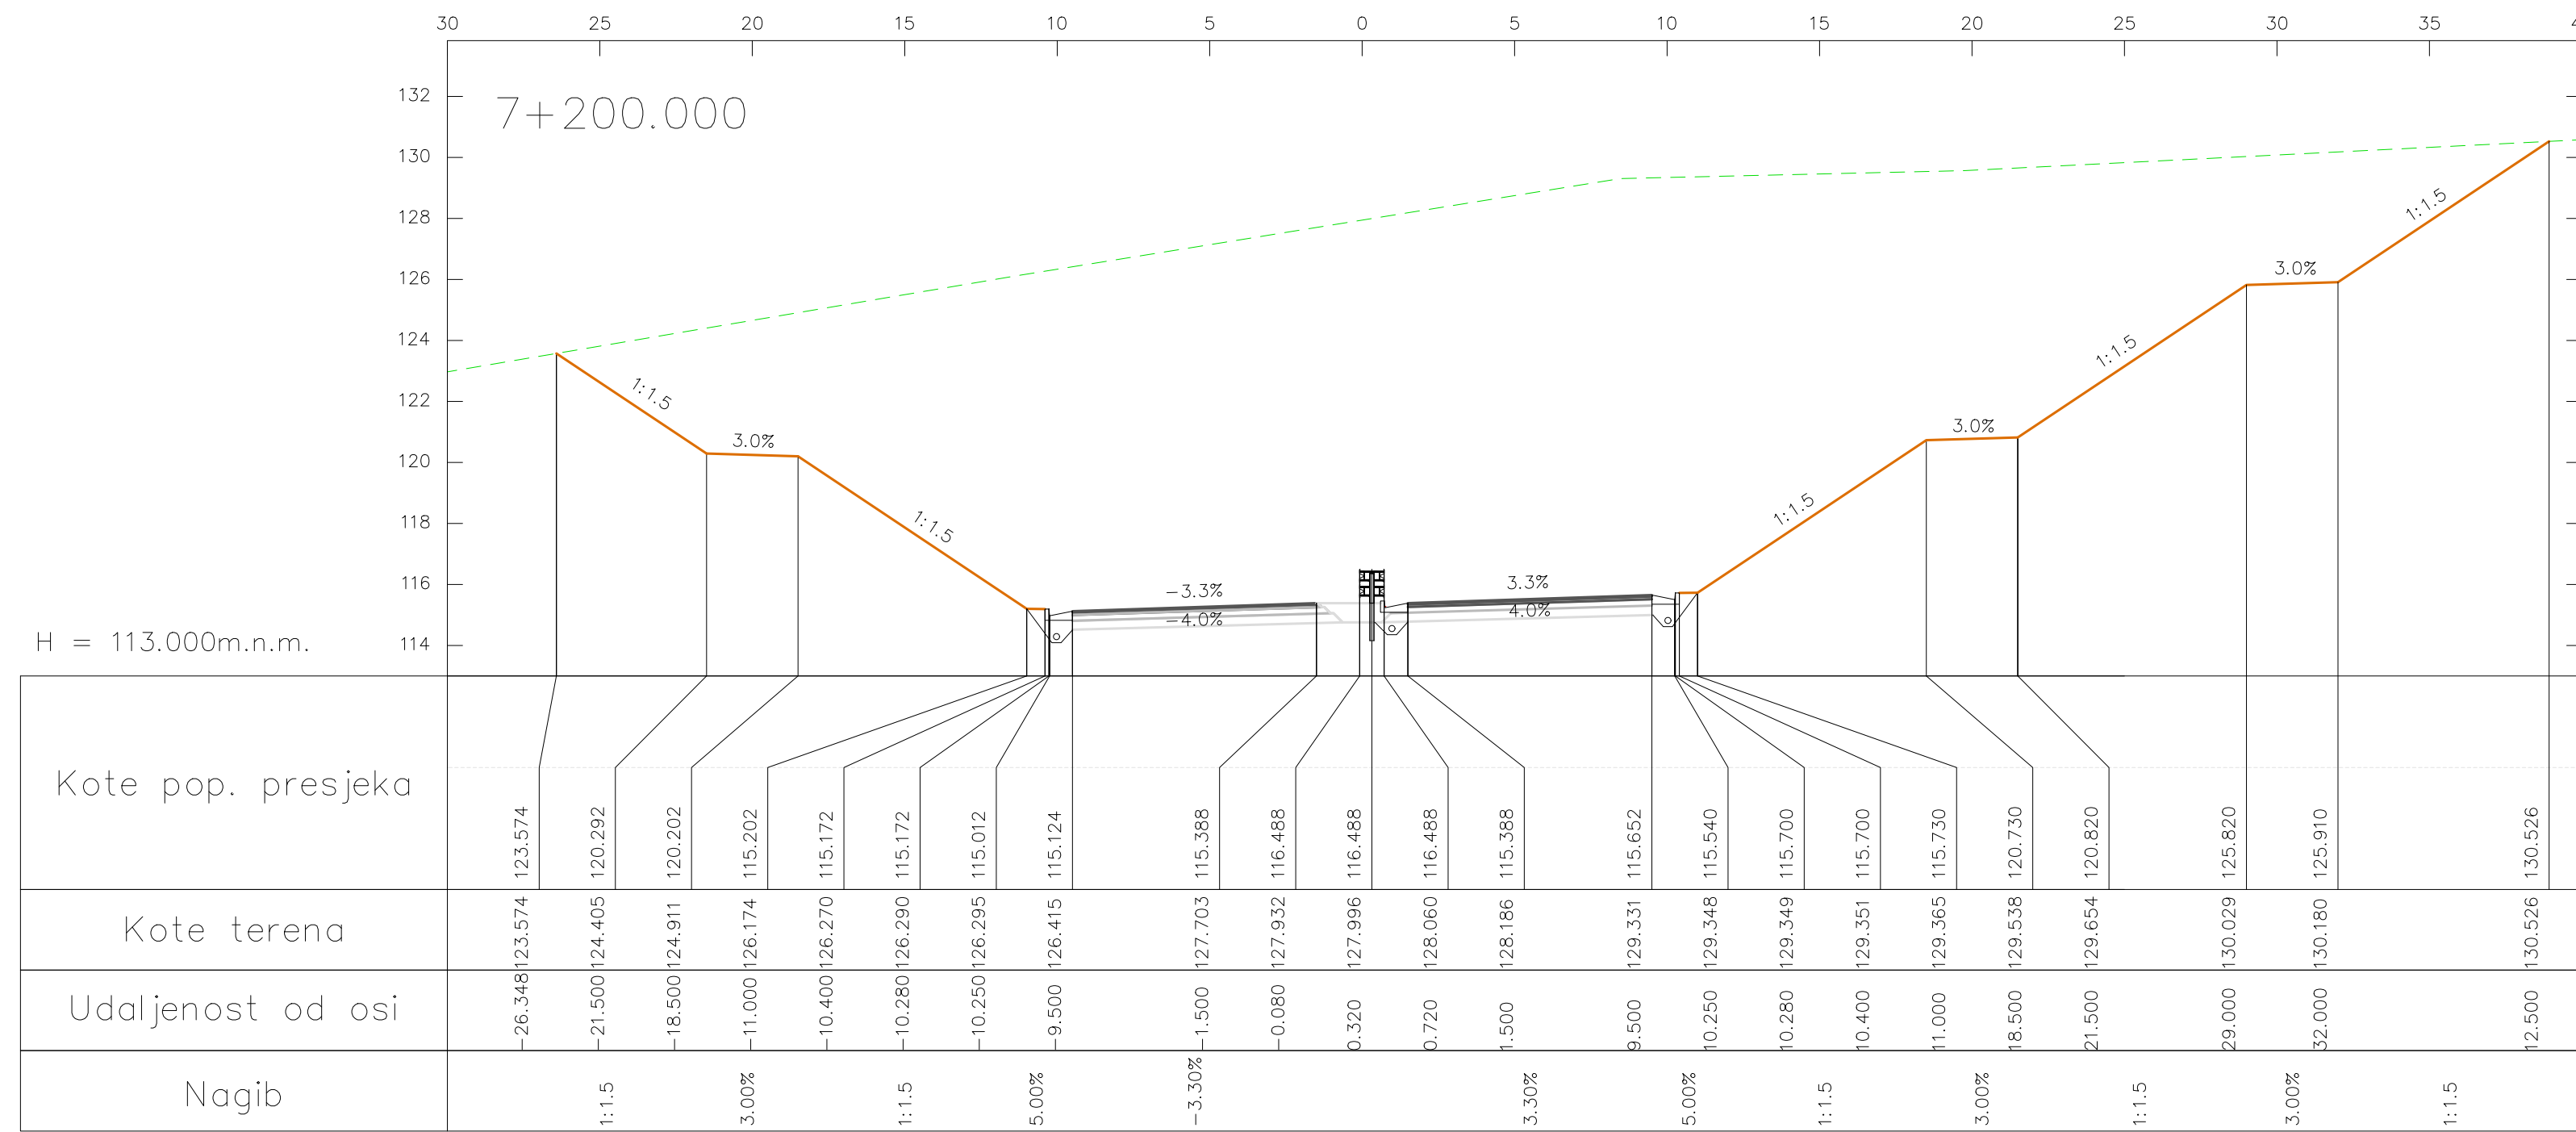 30 25 20 15 10 5 0 5 10 15 20 25 30 35
7+200.000
132
130
128
126
124
122
120
118
116
114
1:1.5
3.0%
1:1.5
-3.3%
-4.0%
3.3%
4.0%
1:1.5
3.0%
1:1.5
3.0%
1:1.5
H = 113.000m.n.m.
Kote pop. presjeka
123.574 120.292 120.202 115.202 115.172 115.172 115.012 115.124 115.388 116.488 116.488 116.488 115.388 115.652 115.540 115.700 115.700 115.730 120.730 120.820 125.820 125.910 130.526
Kote terena
123.574 124.405 124.911 126.174 126.270 126.290 126.295 126.415 127.703 127.932 127.996 128.060 128.186 129.331 129.348 129.349 129.351 129.365 129.538 129.654 130.029 130.180 130.526
Udaljenost od osi
-26.348 -21.500 -18.500 -11.000 -10.400 -10.280 -10.250 -9.500 -1.500 -0.080 0.320 0.720 1.500 9.500 10.250 10.280 10.400 11.000 18.500 21.500 29.000 32.000 12.500
Nagib
1:1.5 3.00% 1:1.5 5.00% -3.30% 3.30% 5.00% 1:1.5 3.00% 1:1.5 3.00% 1:1.5